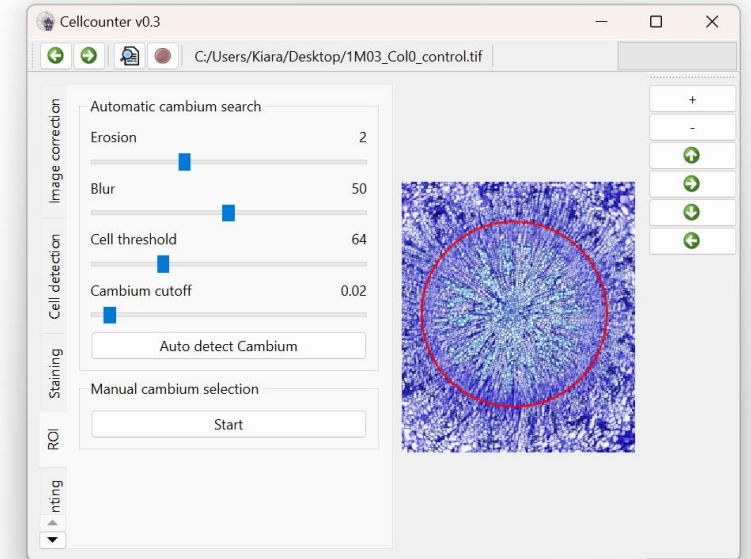 Cellcounter v0.3
C:/Users/Kiara/Desktop/1M03_Col0_control.tif
Image correction
Cell detection
Staining
ROI
nting
Automatic cambium search
Erosion 2
Blur 50
Cell threshold 64
Cambium cutoff 0.02
Auto detect Cambium
Manual cambium selection
Start
+
-